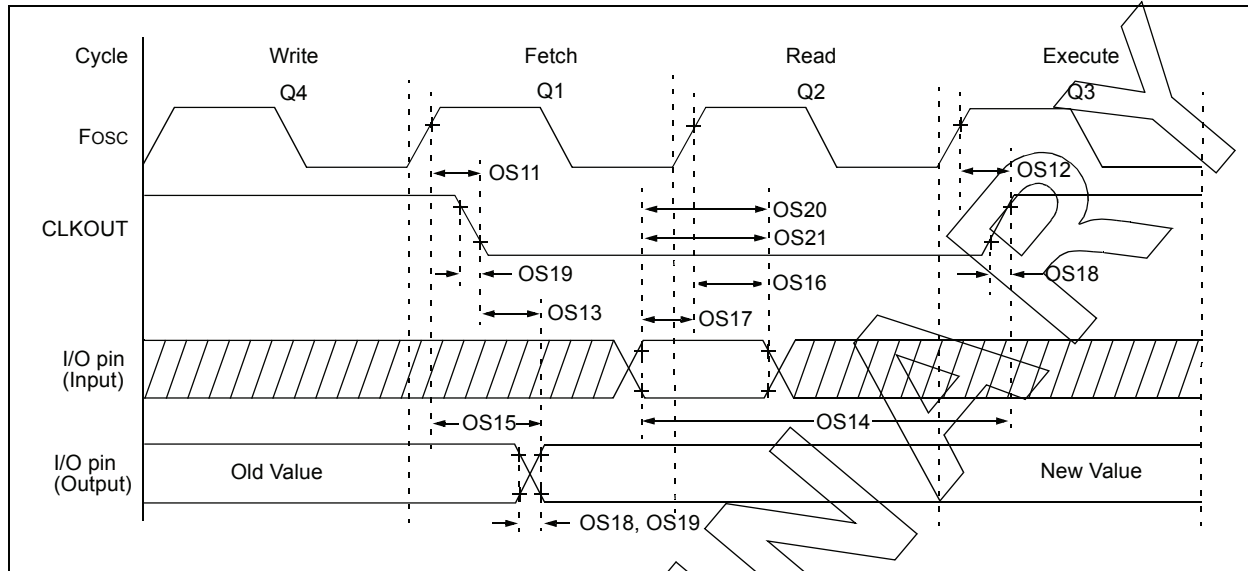 Cycle Write Fetch Read Execute
Q4 Q1 Q2 Q3
FOSC
OS11 OS12
CLKOUT
OS20
OS21
OS19 OS16 OS18
OS13 OS17
I/O pin
(Input)
OS15 OS14
I/O pin
(Output)
Old Value New Value
OS18, OS19